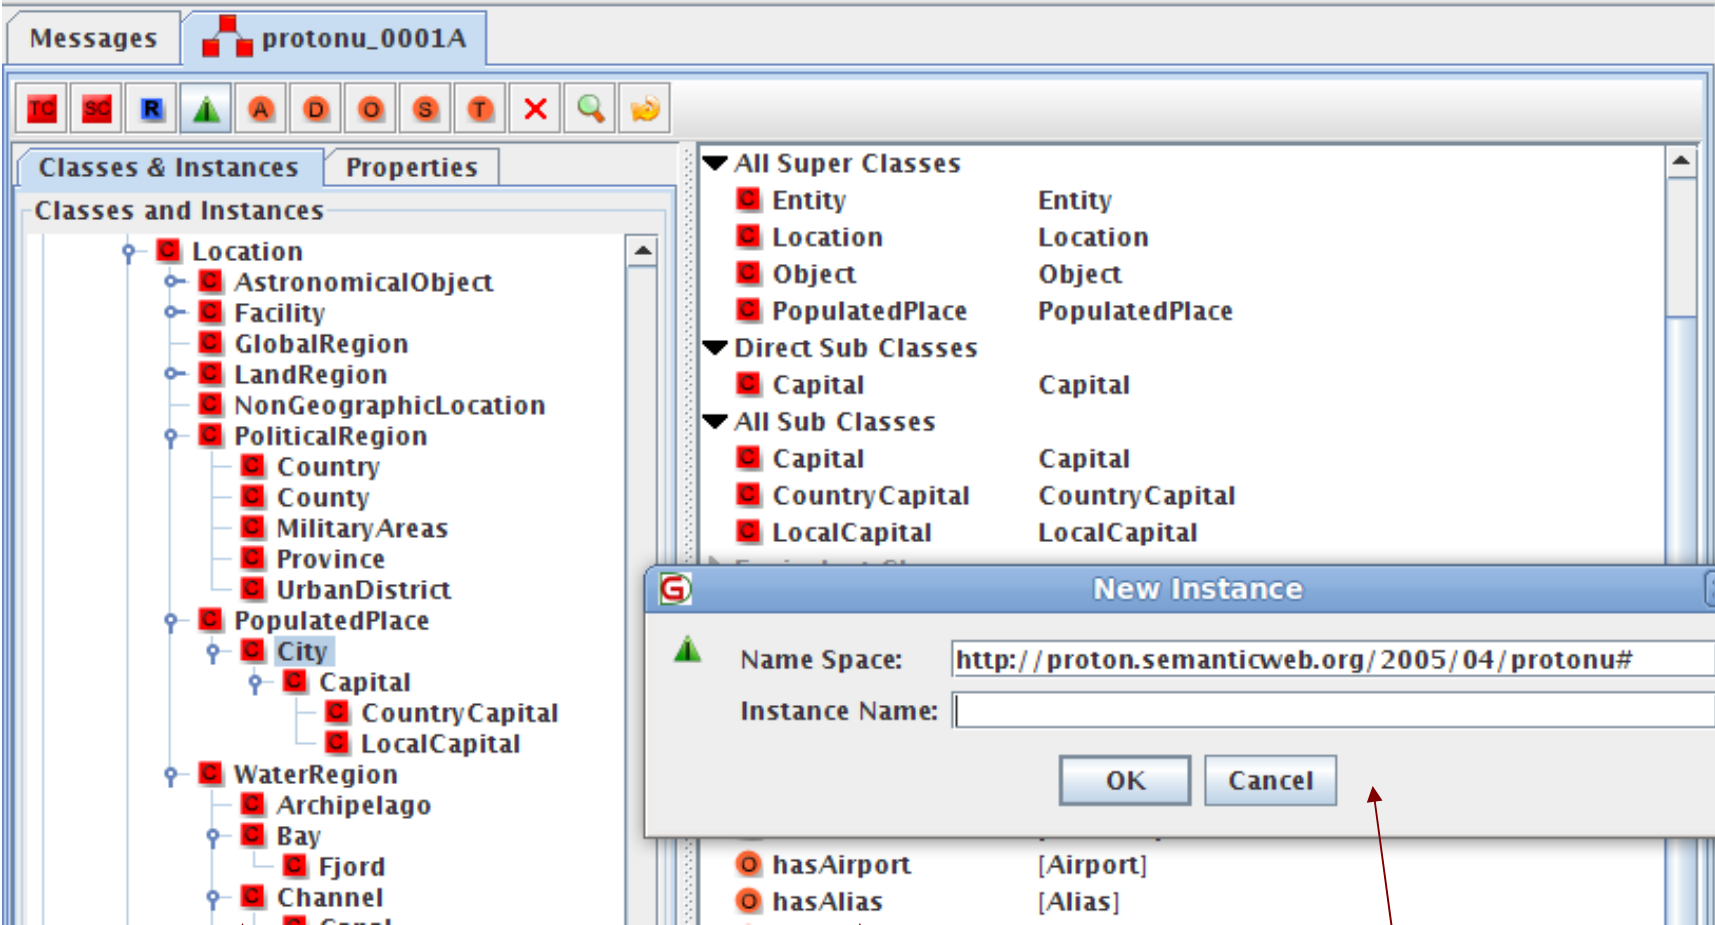 Messages
protonu_0001A
TC SC R I A D O S T
Classes & Instances
Properties
Classes and Instances
C Location
C AstronomicalObject
C Facility
C GlobalRegion
C LandRegion
C NonGeographicLocation
C PoliticalRegion
C Country
C County
C MilitaryAreas
C Province
C UrbanDistrict
C PopulatedPlace
C City
C Capital
C CountryCapital
C LocalCapital
C WaterRegion
C Archipelago
C Bay
C Fjord
C Channel
C Canal
All Super Classes
C Entity Entity
C Location Location
C Object Object
C PopulatedPlace PopulatedPlace
Direct Sub Classes
C Capital Capital
All Sub Classes
C Capital Capital
C CountryCapital CountryCapital
C LocalCapital LocalCapital
G New Instance
I Name Space: http://proton.semanticweb.org/2005/04/protonu#
Instance Name:
OK Cancel
O hasAirport [Airport]
O hasAlias [Alias]